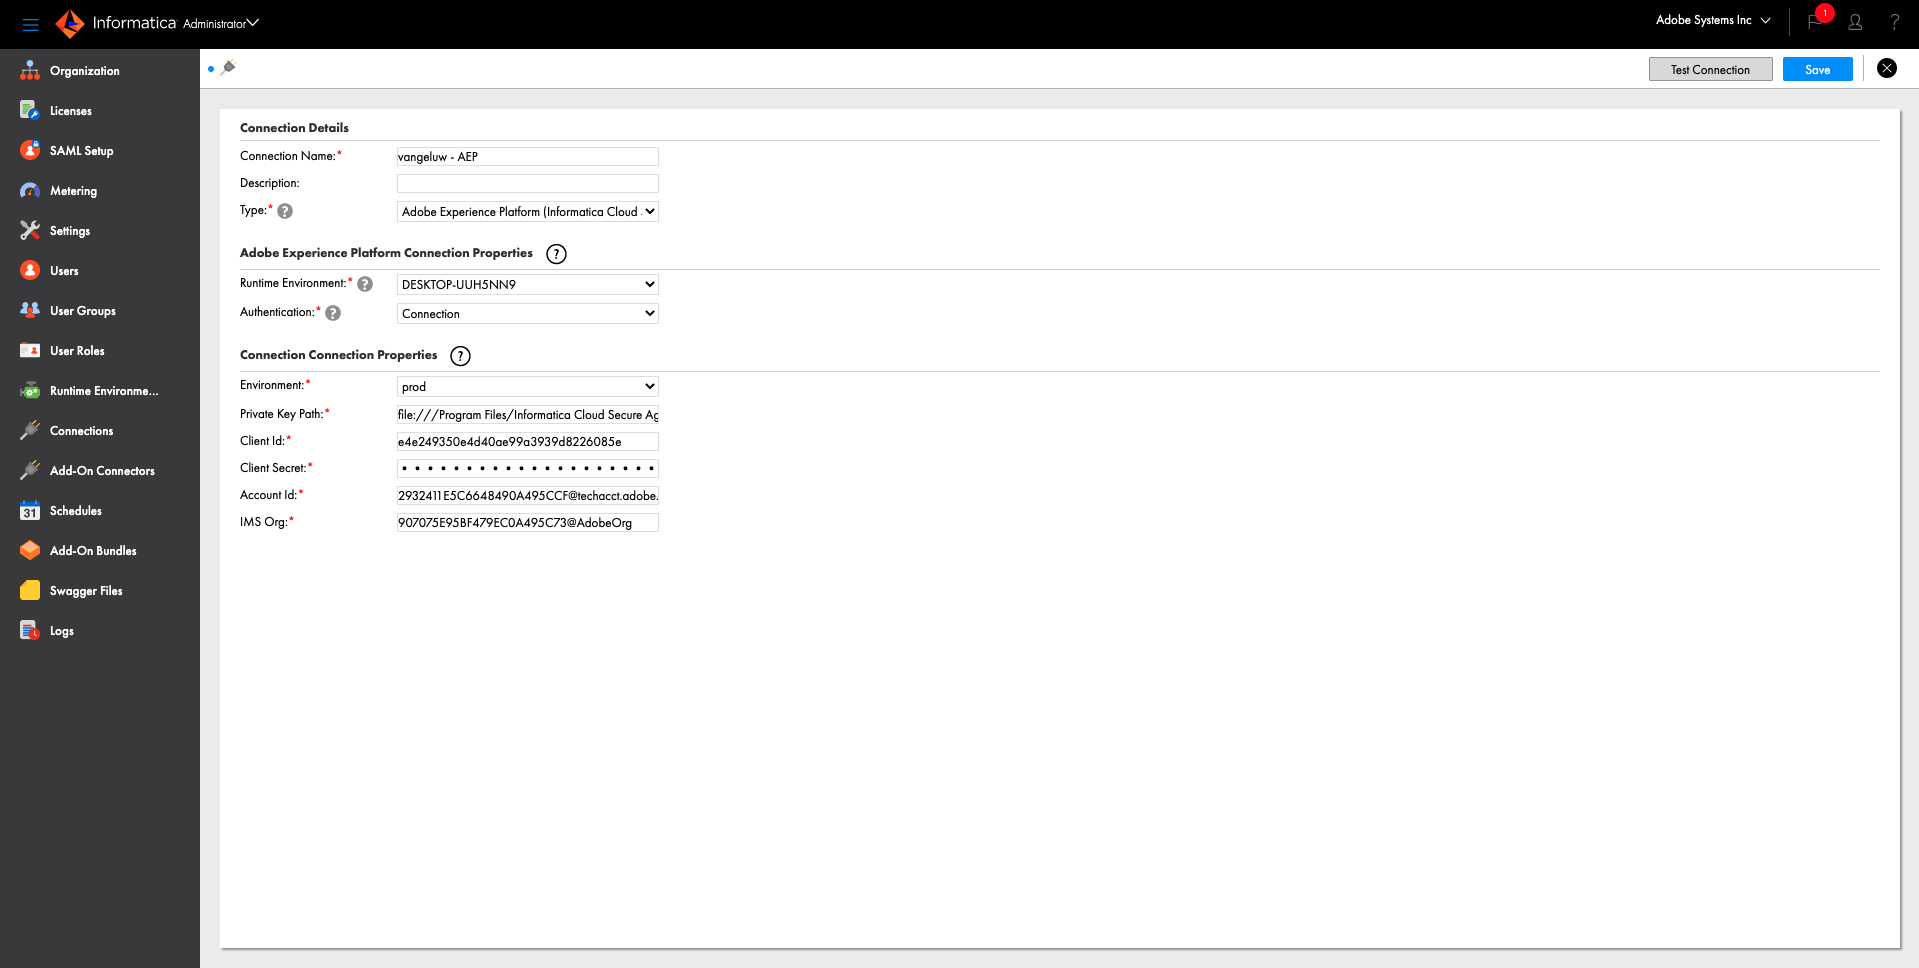 Informatica Administrator
Adobe Systems Inc
1
?
Organization
Licenses
SAML Setup
Metering
Settings
Users
User Groups
User Roles
Runtime Environme...
Connections
Add-On Connectors
31 Schedules
Add-On Bundles
Swagger Files
Logs
Test Connection
Save
Connection Details
Connection Name:* vangeluw - AEP
Description:
Type:* ? Adobe Experience Platform (Informatica Cloud
Adobe Experience Platform Connection Properties ?
Runtime Environment:* ? DESKTOP-UUH5NN9
Authentication:* ? Connection
Connection Connection Properties ?
Environment:* prod
Private Key Path:* file:///Program Files/Informatica Cloud Secure Ag
Client Id:* e4e249350e4d40ae99a3939d8226085e
Client Secret:* • • • • • • • • • • • • • • • • • • • •
Account Id:* 2932411E5C6648490A495CCF@techacct.adobe.
IMS Org:* 907075E95BF479EC0A495C73@AdobeOrg